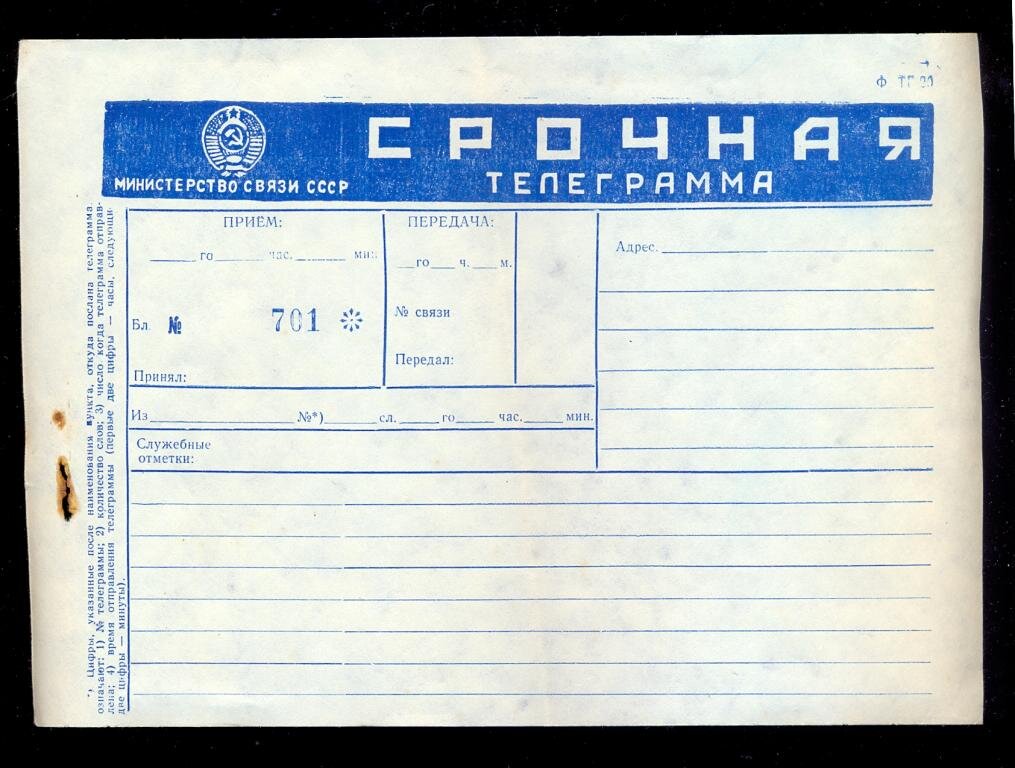 Ф ТГ 20
СРОЧНАЯ
МИНИСТЕРСТВО СВЯЗИ СССР
ТЕЛЕГРАММА
ПРИЁМ:
го час. мин.
Бл. № 701
Принял:
ПЕРЕДАЧА:
го ч. м.
№ связи
Передал:
Адрес.
Из №*) сл. го час. мин.
Служебные
отметки:
*) Цифры, указанные после наименования пункта, откуда послана телеграмма
означают: 1) № телеграммы; 2) количество слов; 3) число когда телеграмма отправ-
лена; 4) время отправления телеграммы (первые две цифры — часы, следующи
две цифры — минуты).